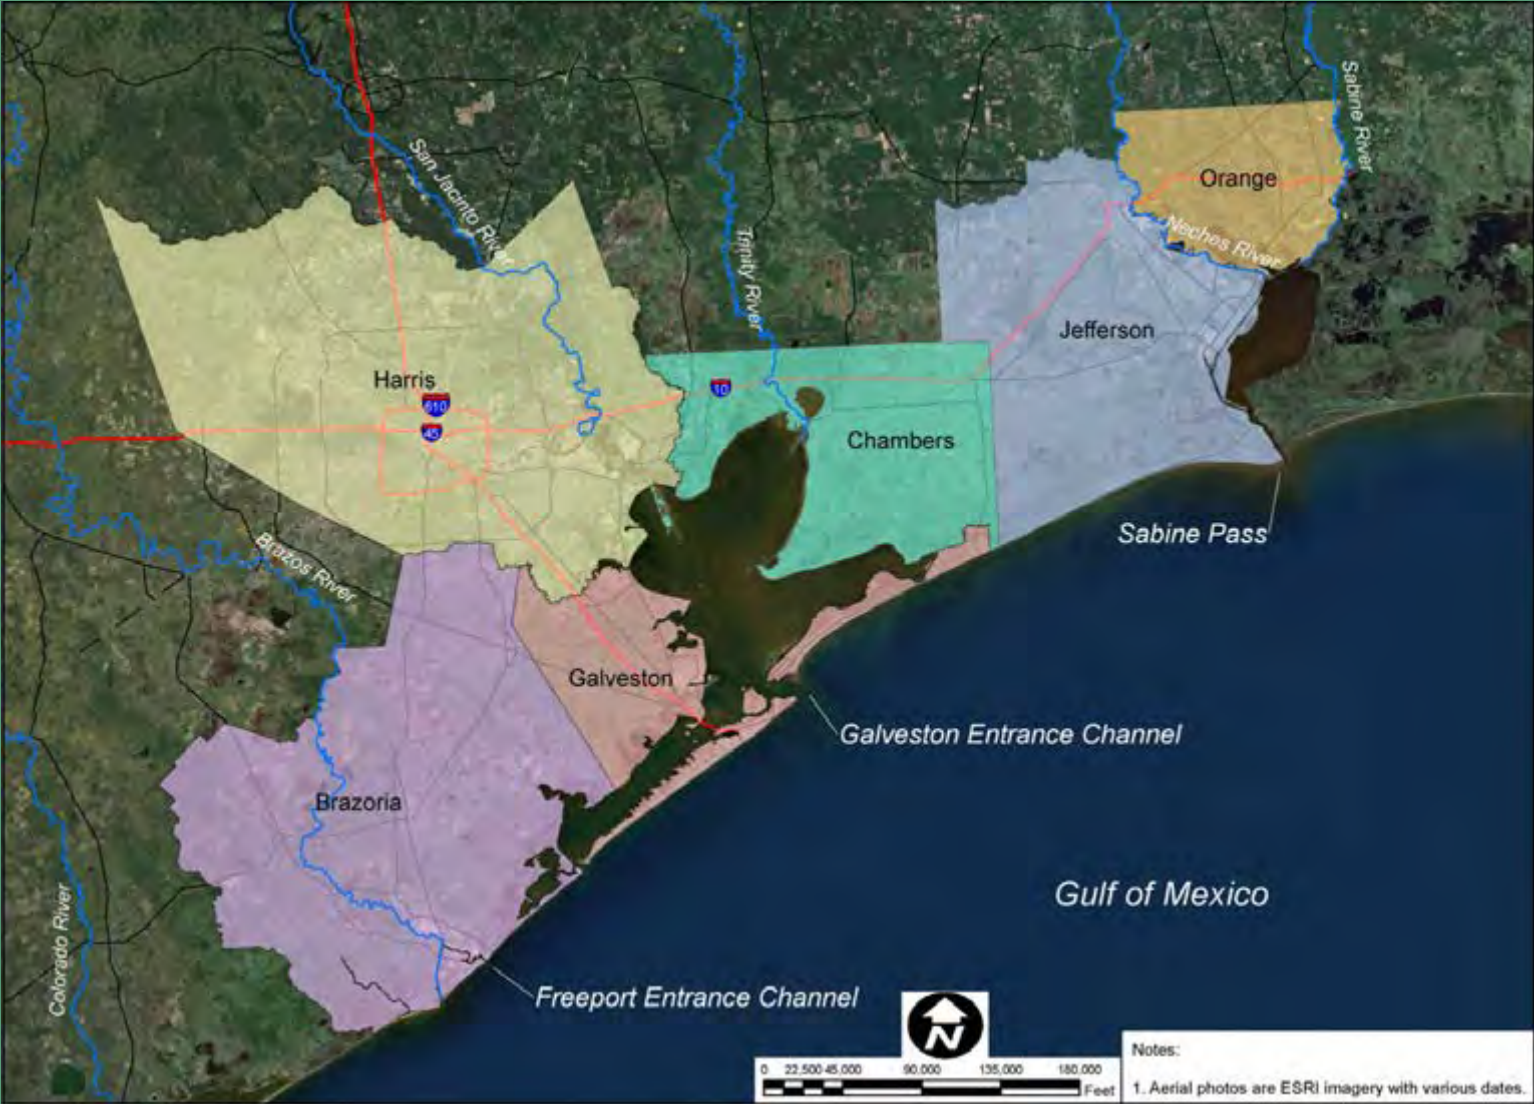 Sabine River
San Jacinto River
Orange
Neches River
Trinity River
Jefferson
Harris
610
10
45
Chambers
Sabine Pass
Brazos River
Galveston
Galveston Entrance Channel
Brazoria
Gulf of Mexico
Colorado River
Freeport Entrance Channel
N
Notes:
0 22,500 45,000 90,000 135,000 180,000
Feet
1. Aerial photos are ESRI imagery with various dates.